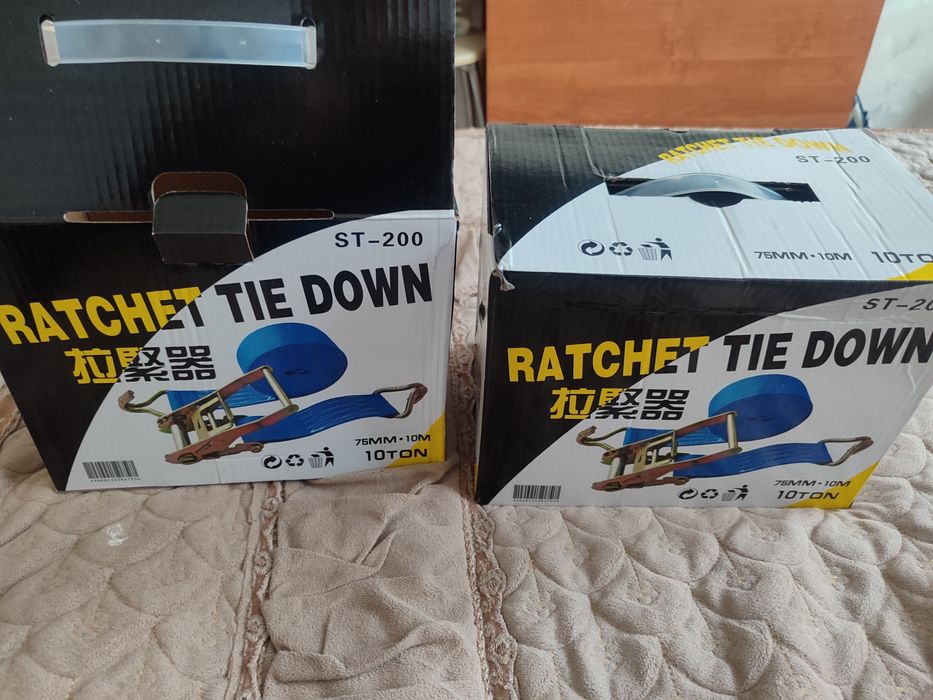 ST-200
RATCHET TIE DOWN
拉緊器
75MM·10M
10TON
RATCHET TIE DOWN
ST-200
75MM·10M
10TO
ST-20
RATCHET TIE DOWN
拉緊器
75MM·10M
10TON